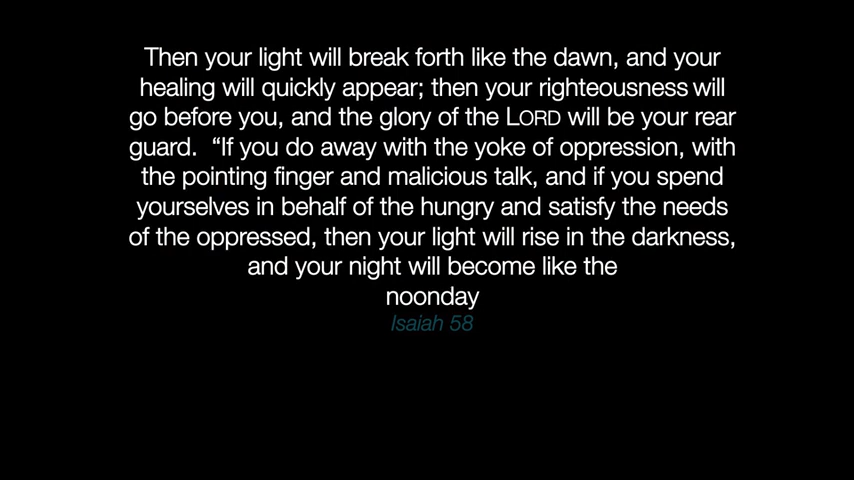 Then your light will break forth like the dawn, and your
healing will quickly appear; then your righteousness will
go before you, and the glory of the LORD will be your rear
guard.  “If you do away with the yoke of oppression, with
the pointing finger and malicious talk, and if you spend
yourselves in behalf of the hungry and satisfy the needs
of the oppressed, then your light will rise in the darkness,
and your night will become like the
noonday
Isaiah 58